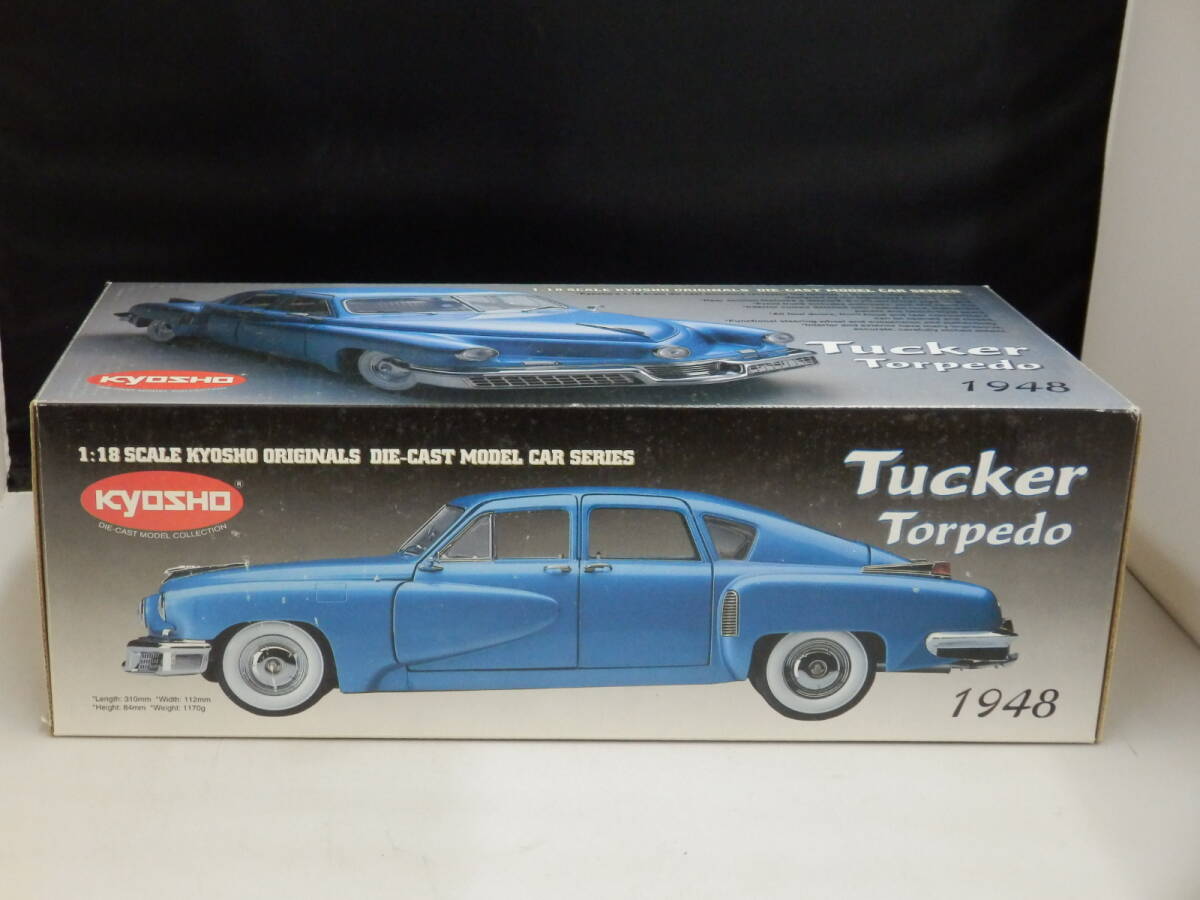 1:18 SCALE KYOSHO ORIGINALS DIE-CAST MODEL CAR SERIES
Tucker
Torpedo
1948
KYOSHO
1:18 SCALE KYOSHO ORIGINALS DIE-CAST MODEL CAR SERIES
KYOSHO®
DIE-CAST MODEL COLLECTION
Tucker
Torpedo
*Length: 310mm *Width: 112mm
*Height: 84mm *Weight: 1170g
1948